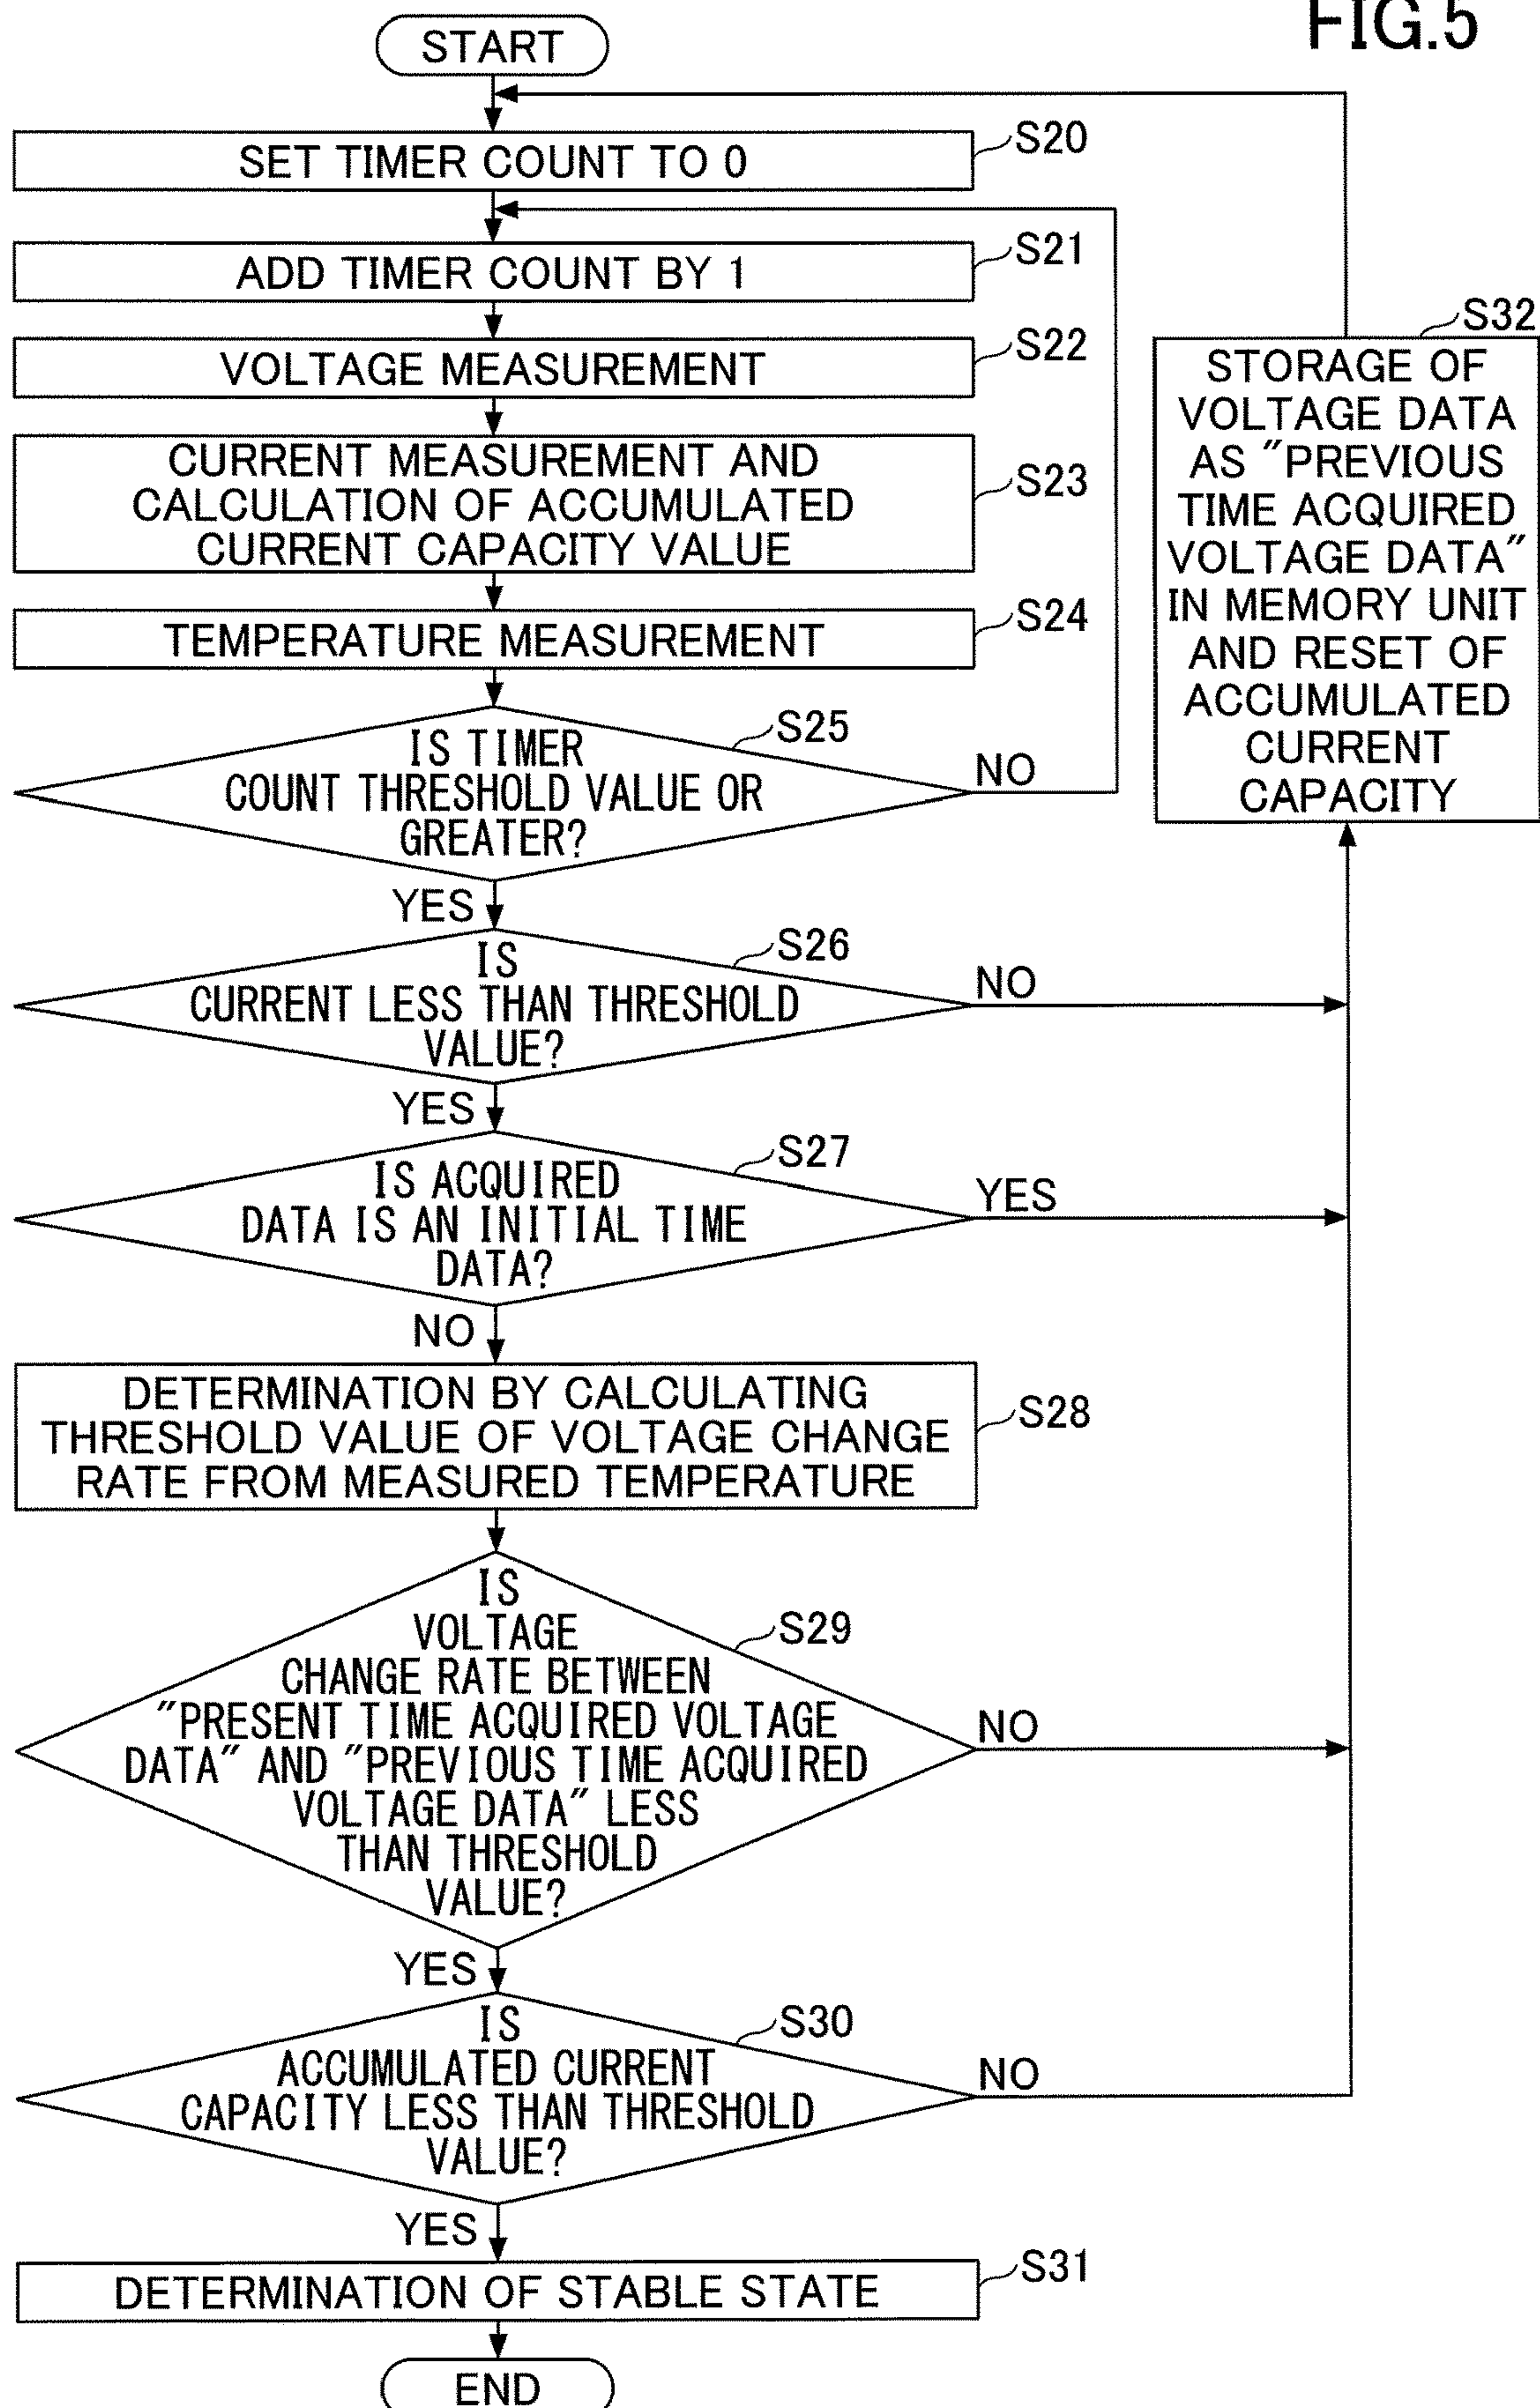 FIG.5
START
SET TIMER COUNT TO 0
S20
ADD TIMER COUNT BY 1
S21
VOLTAGE MEASUREMENT
S22
CURRENT MEASUREMENT AND
CALCULATION OF ACCUMULATED
CURRENT CAPACITY VALUE
S23
TEMPERATURE MEASUREMENT
S24
IS TIMER
COUNT THRESHOLD VALUE OR
GREATER?
S25
NO
YES
IS
CURRENT LESS THAN THRESHOLD
VALUE?
S26
NO
YES
IS ACQUIRED
DATA IS AN INITIAL TIME
DATA?
S27
YES
NO
DETERMINATION BY CALCULATING
THRESHOLD VALUE OF VOLTAGE CHANGE
RATE FROM MEASURED TEMPERATURE
S28
IS
VOLTAGE
CHANGE RATE BETWEEN
"PRESENT TIME ACQUIRED VOLTAGE
DATA" AND "PREVIOUS TIME ACQUIRED
VOLTAGE DATA" LESS
THAN THRESHOLD
VALUE?
S29
NO
YES
IS
ACCUMULATED CURRENT
CAPACITY LESS THAN THRESHOLD
VALUE?
S30
NO
YES
DETERMINATION OF STABLE STATE
S31
END
S32
STORAGE OF
VOLTAGE DATA
AS "PREVIOUS
TIME ACQUIRED
VOLTAGE DATA"
IN MEMORY UNIT
AND RESET OF
ACCUMULATED
CURRENT
CAPACITY